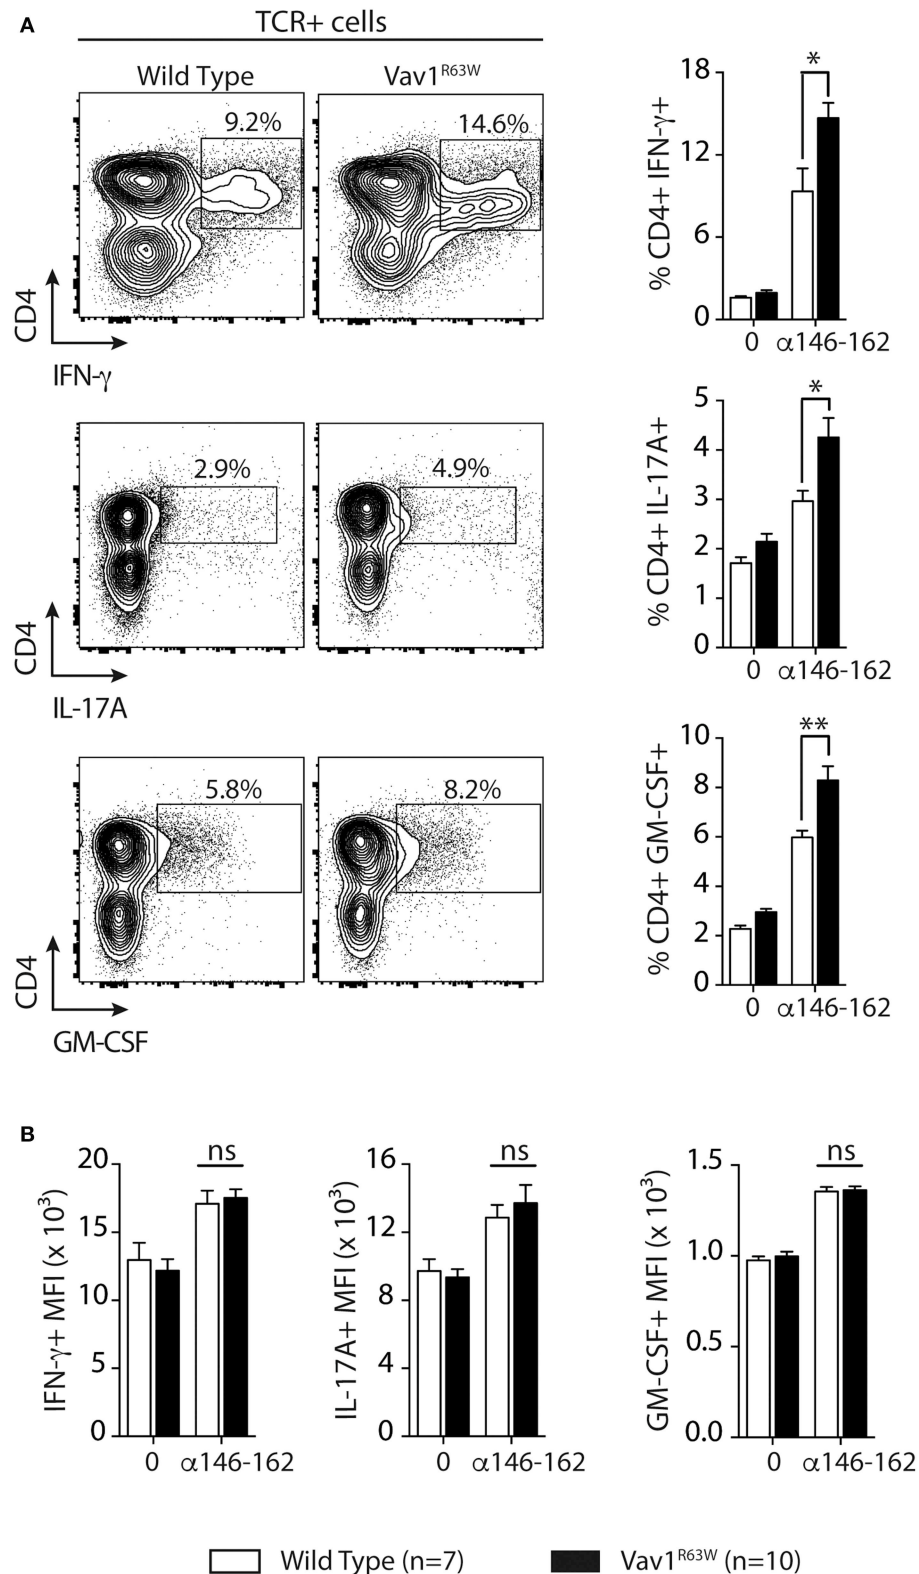 A
TCR+ cells
Wild Type
Vav1R63W
9.2%
14.6%
CD4
IFN-γ
% CD4+ IFN-γ+
18
12
6
0
*
0 α146-162
2.9%
4.9%
CD4
IL-17A
% CD4+ IL-17A+
5
4
3
2
1
0
*
0 α146-162
5.8%
8.2%
CD4
GM-CSF
% CD4+ GM-CSF+
10
8
6
4
2
0
**
0 α146-162
B
IFN-γ+ MFI (x 10³)
20
15
10
5
0
ns
0 α146-162
IL-17A+ MFI (x 10³)
16
12
8
4
0
ns
0 α146-162
GM-CSF+ MFI (x 10³)
1.5
1.0
0.5
0.0
ns
0 α146-162
Wild Type (n=7)
Vav1R63W (n=10)